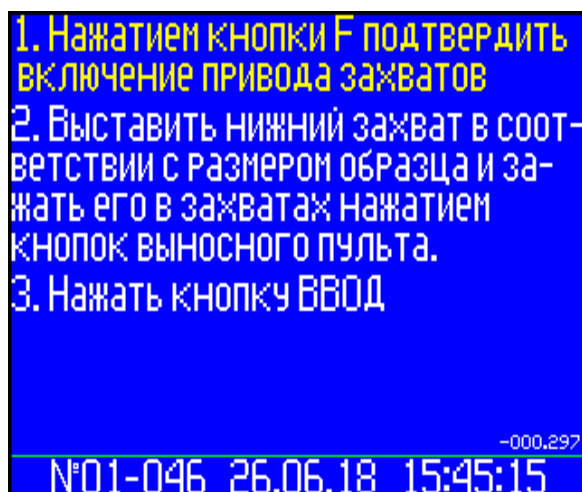 1. Нажатием кнопки F подтвердить
включение привода захватов
2. Выставить нижний захват в соот-
ветствии с размером образца и за-
жать его в захватах нажатием
кнопок выносного пульта.
3. Нажать кнопку ВВОД
-000.297
№01-046 26.06.18 15:45:15